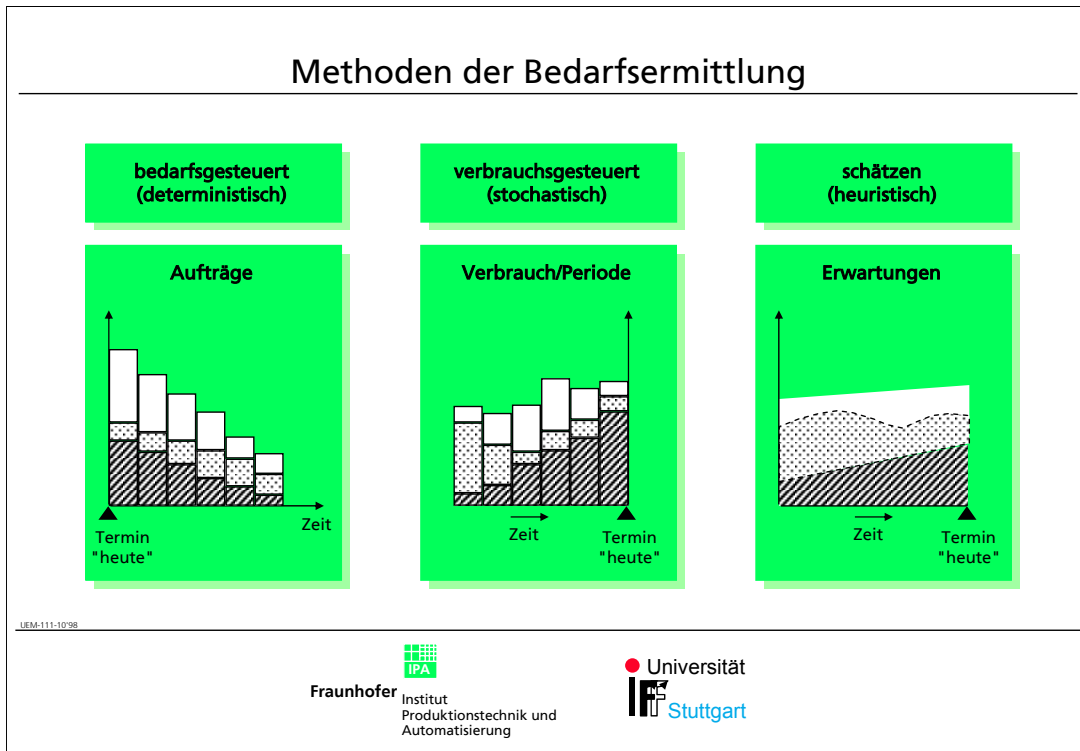 Methoden der Bedarfsermittlung
bedarfsgesteuert
(deterministisch)
verbrauchsgesteuert
(stochastisch)
schätzen
(heuristisch)
Aufträge
Zeit
Termin
"heute"
Verbrauch/Periode
Zeit
Termin
"heute"
Erwartungen
Zeit
Termin
"heute"
UEM-111-10'98
IPA
Fraunhofer
Institut
Produktionstechnik und
Automatisierung
Universität
IFF
Stuttgart